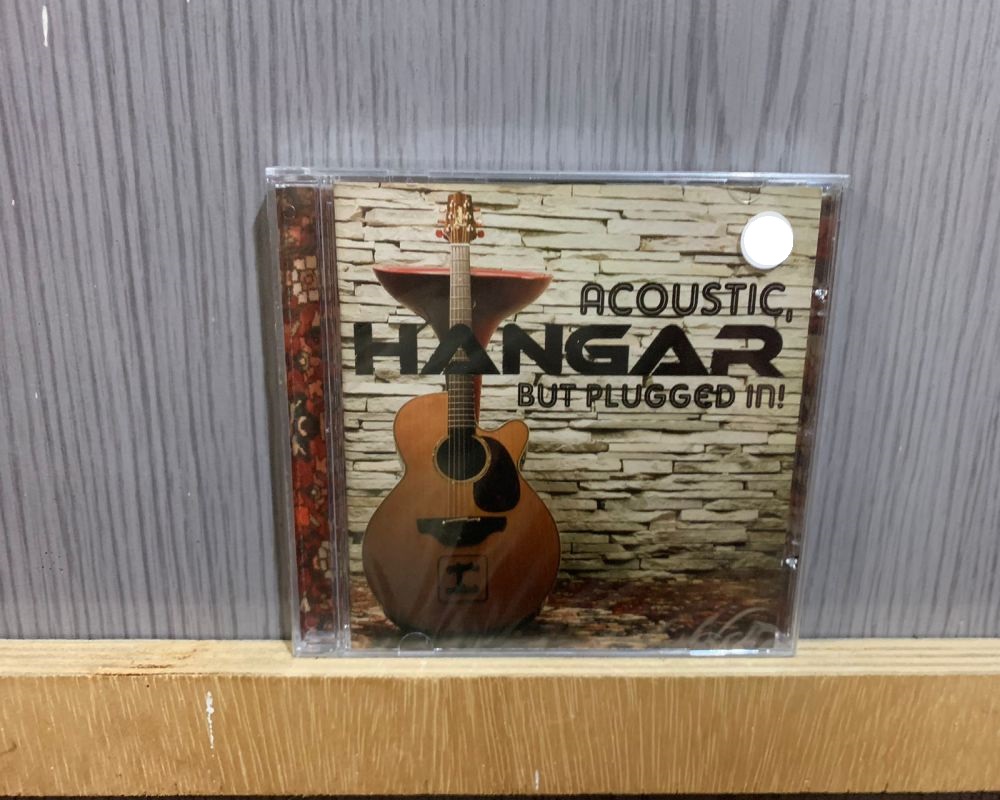 ACOUSTIC,
HANGAR
BUT PLUGGED IN!